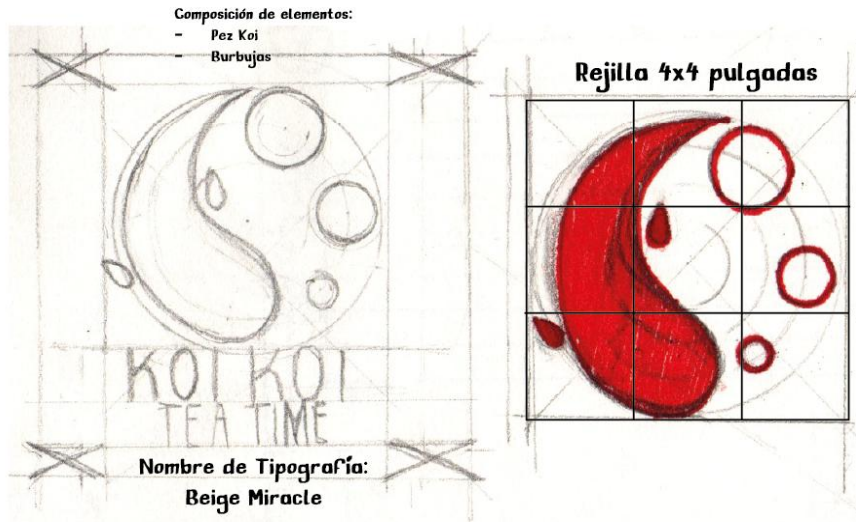 Composición de elementos:
- Pez Koi
- Burbujas
Rejilla 4x4 pulgadas
KOI KOI
TEA TIME
Nombre de Tipografía:
Beige Miracle